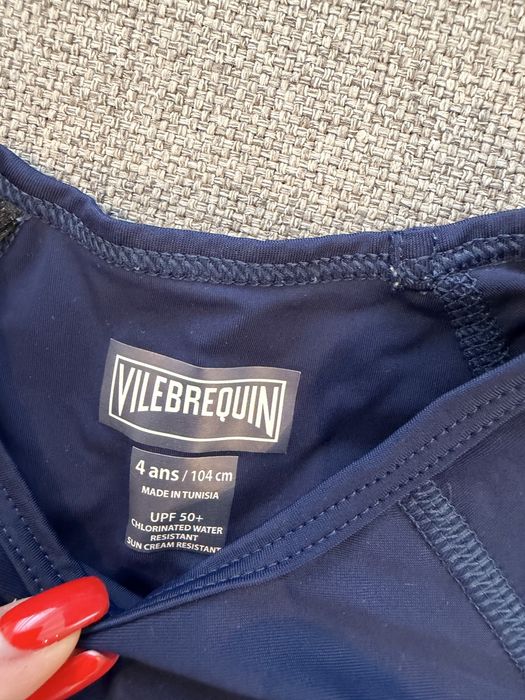 VILEBREQUIN
4 ans / 104 cm
MADE IN TUNISIA
UPF 50+
CHLORINATED WATER
RESISTANT
SUN CREAM RESISTANT